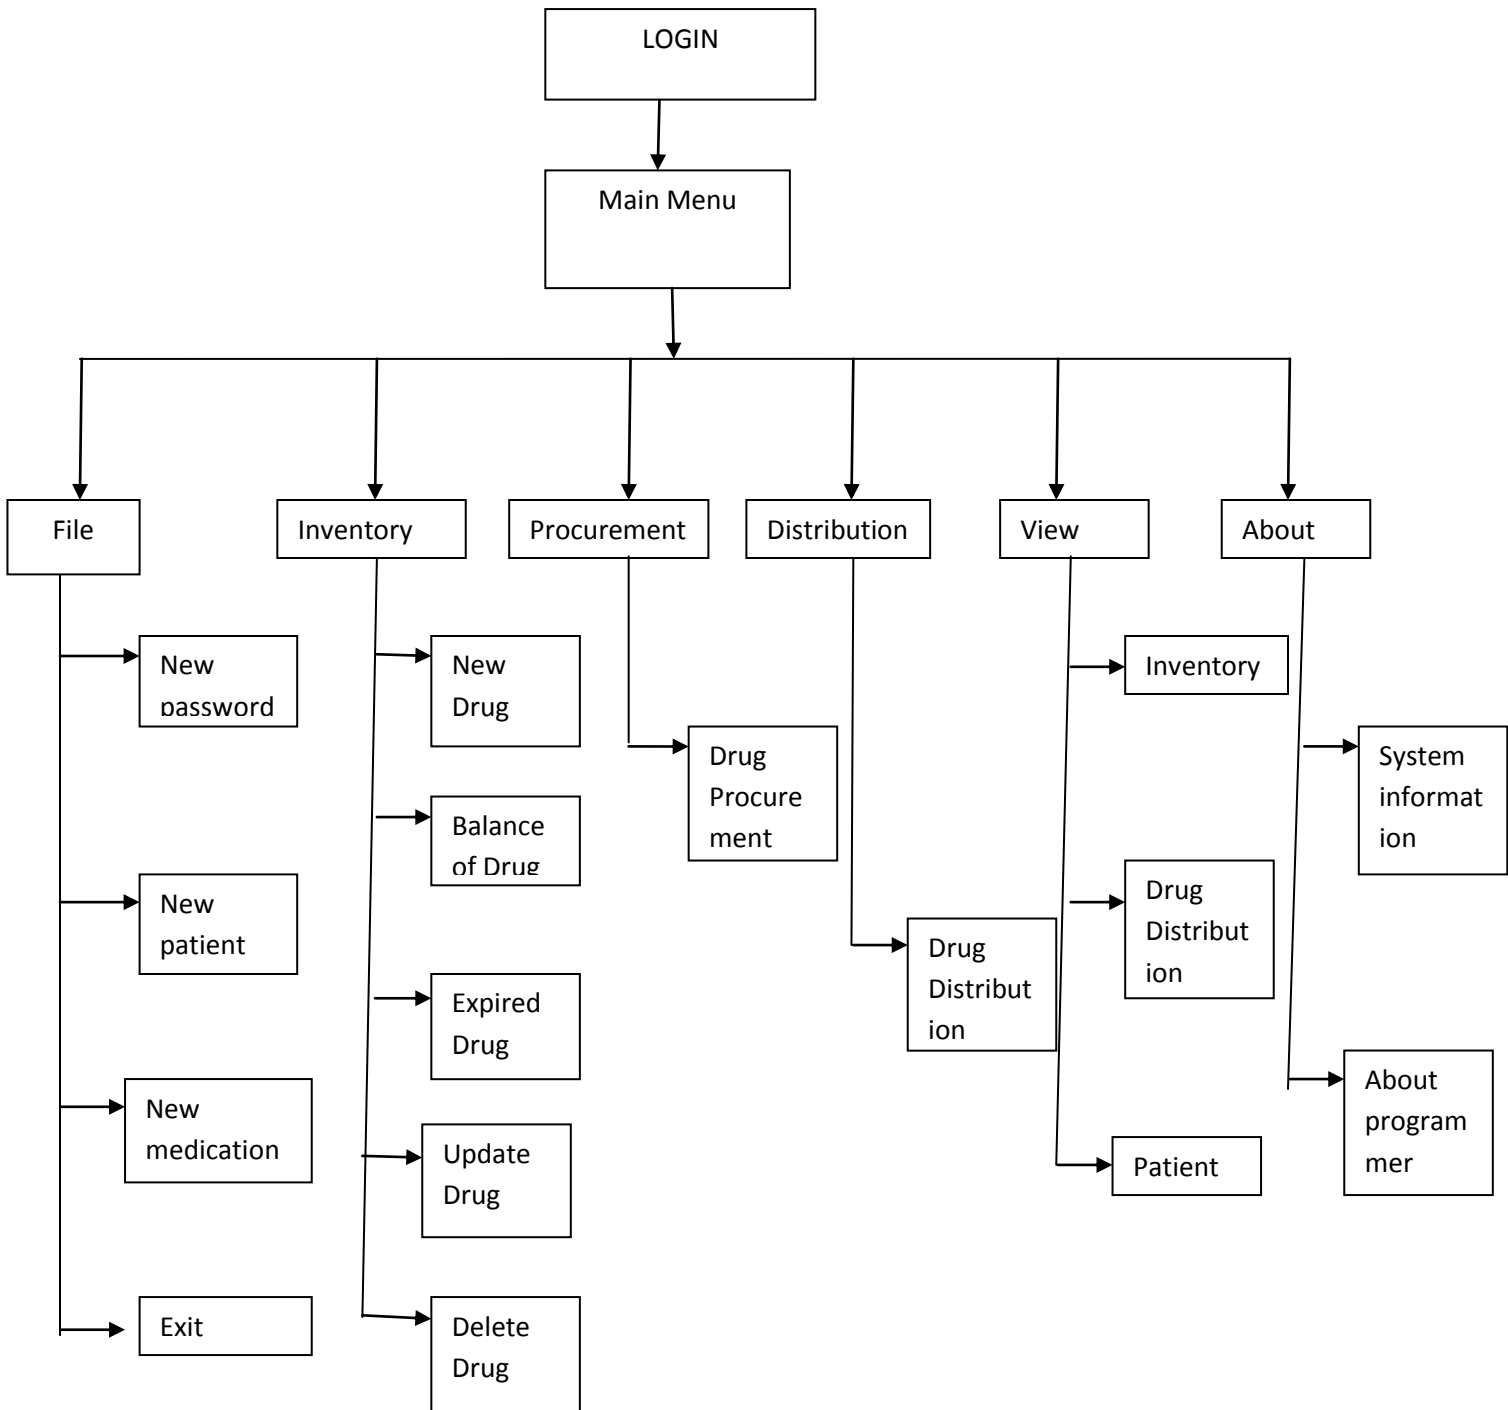 LOGIN
Main Menu
File
Inventory
Procurement
Distribution
View
About
New
password
New
patient
New
medication
Exit
New
Drug
Balance
of Drug
Expired
Drug
Update
Drug
Delete
Drug
Drug
Procure
ment
Drug
Distribut
ion
Inventory
Drug
Distribut
ion
Patient
System
informat
ion
About
program
mer